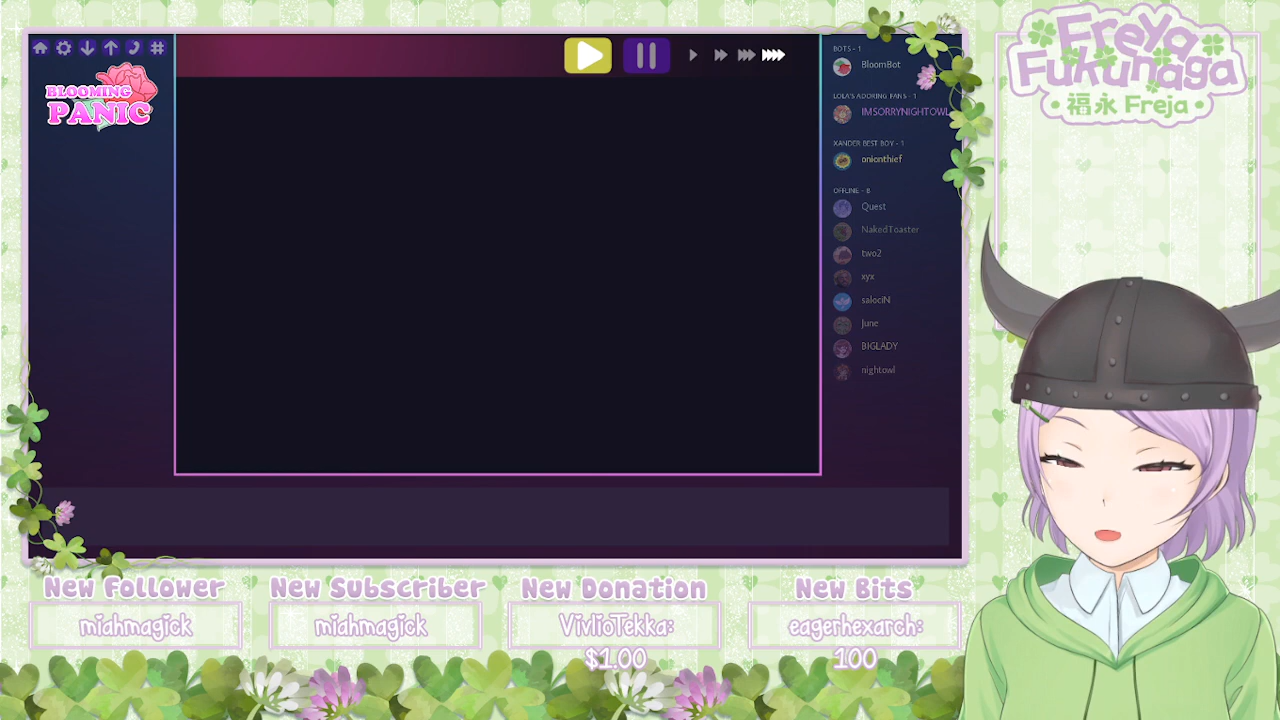 BLOOMING
PANIC
BOTS - 1
BloomBot
LOLA'S ADORING FANS - 1
IMSORRYNIGHTOWL
XANDER BEST BOY - 1
onionthief
OFFLINE - 8
Quest
NakedToaster
two2
xyx
salociN
June
BIGLADY
nightowl
Freya
Fukunaga
福永 Freja
New Follower
miahmagick
New Subscriber
miahmagick
New Donation
VivlioTekka:
$1.00
New Bits
eagerhexarch:
100